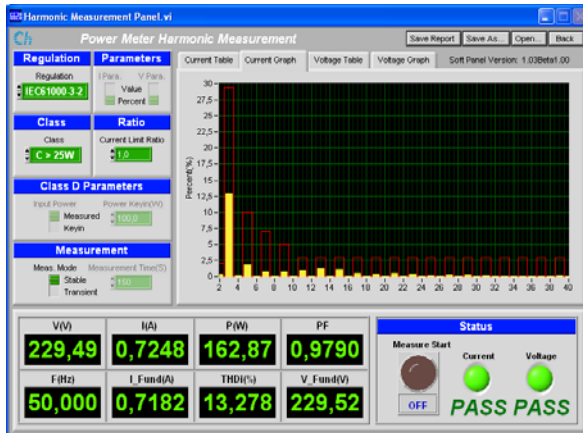 Harmonic Measurement Panel.vi
Ch Power Meter Harmonic Measurement Save Report Save As... Open... Back
Regulation Parameters Current Table Current Graph Voltage Table Voltage Graph Soft Panel Version: 1.03Beta1.00
Regulation I Para. V Para.
IEC61000-3-2 Value
Percent
Class Ratio
Class Current Limit Ratio
C > 25W 1,0
Class D Parameters
Input Power Power Keyin(W)
Measured 100,0
Keyin
Measurement
Meas. Mode Measurement Time(S)
Stable 150
Transient
Percent(%)
30
27,5
25
22,5
20
17,5
15
12,5
10
7,5
5
2,5
0
2 4 6 8 10 12 14 16 18 20 22 24 26 28 30 32 34 36 38 40
V(V) I(A) P(W) PF
229,49 0,7248 162,87 0,9790
F(Hz) I_Fund(A) THDI(%) V_Fund(V)
50,000 0,7182 13,278 229,52
Status
Measure Start Current Voltage
OFF PASS PASS